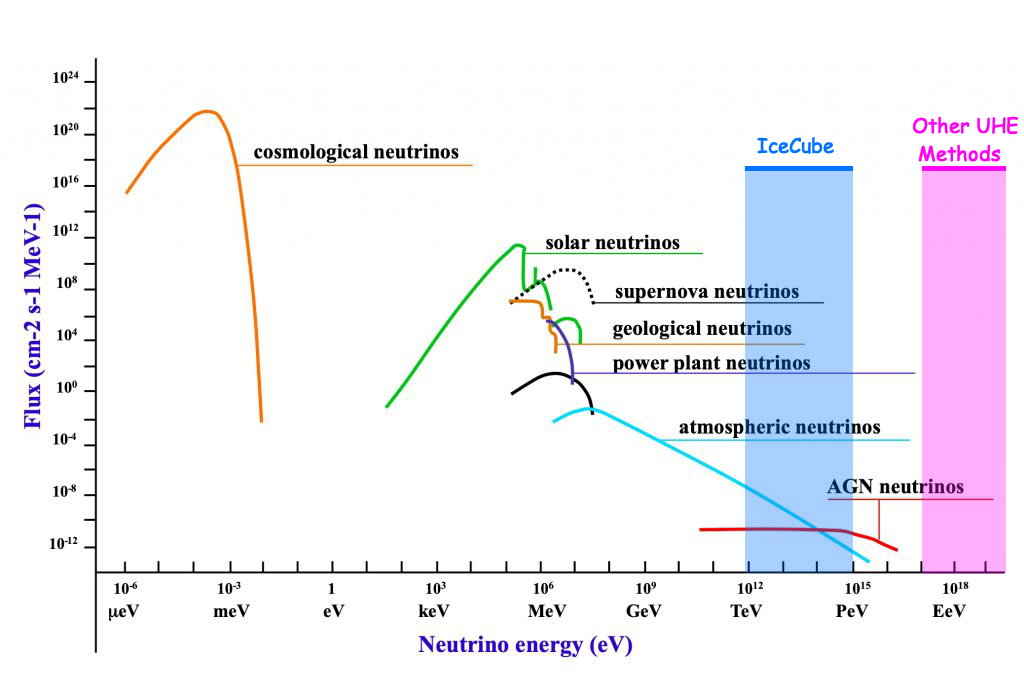 10^24
10^20
10^16
10^12
10^8
10^4
10^0
10^-4
10^-8
10^-12
Flux (cm-2 s-1 MeV-1)
cosmological neutrinos
IceCube
Other UHE
Methods
solar neutrinos
supernova neutrinos
geological neutrinos
power plant neutrinos
atmospheric neutrinos
AGN neutrinos
10^-6 10^-3 1 10^3 10^6 10^9 10^12 10^15 10^18
µeV meV eV keV MeV GeV TeV PeV EeV
Neutrino energy (eV)